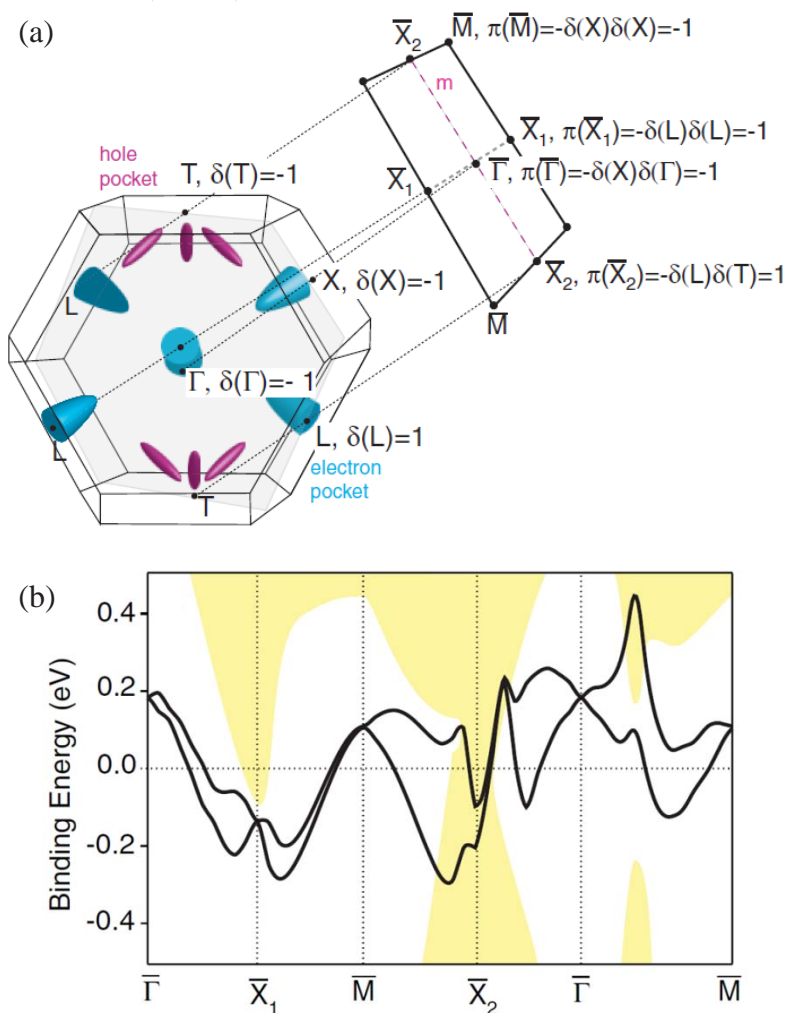 (a)
X̅₂
M̅, π(M̅)=-δ(X)δ(X)=-1
m
hole
pocket
T, δ(T)=-1
X̅₁, π(X̅₁)=-δ(L)δ(L)=-1
X̅₁
Γ̅, π(Γ̅)=-δ(X)δ(Γ)=-1
L
X, δ(X)=-1
X̅₂, π(X̅₂)=-δ(L)δ(T)=1
M̅
Γ, δ(Γ)=- 1
L
L, δ(L)=1
electron
pocket
T
(b)
0.4
0.2
0.0
-0.2
-0.4
Binding Energy (eV)
Γ̅ X̅₁ M̅ X̅₂ Γ̅ M̅